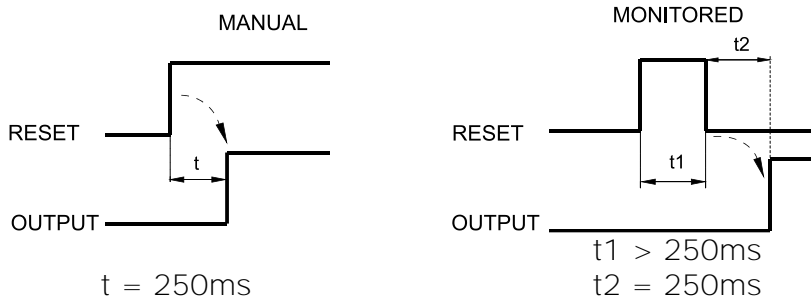 MANUAL
RESET
t
OUTPUT
t = 250ms
MONITORED
t2
RESET
t1
OUTPUT
t1 > 250ms
t2 = 250ms